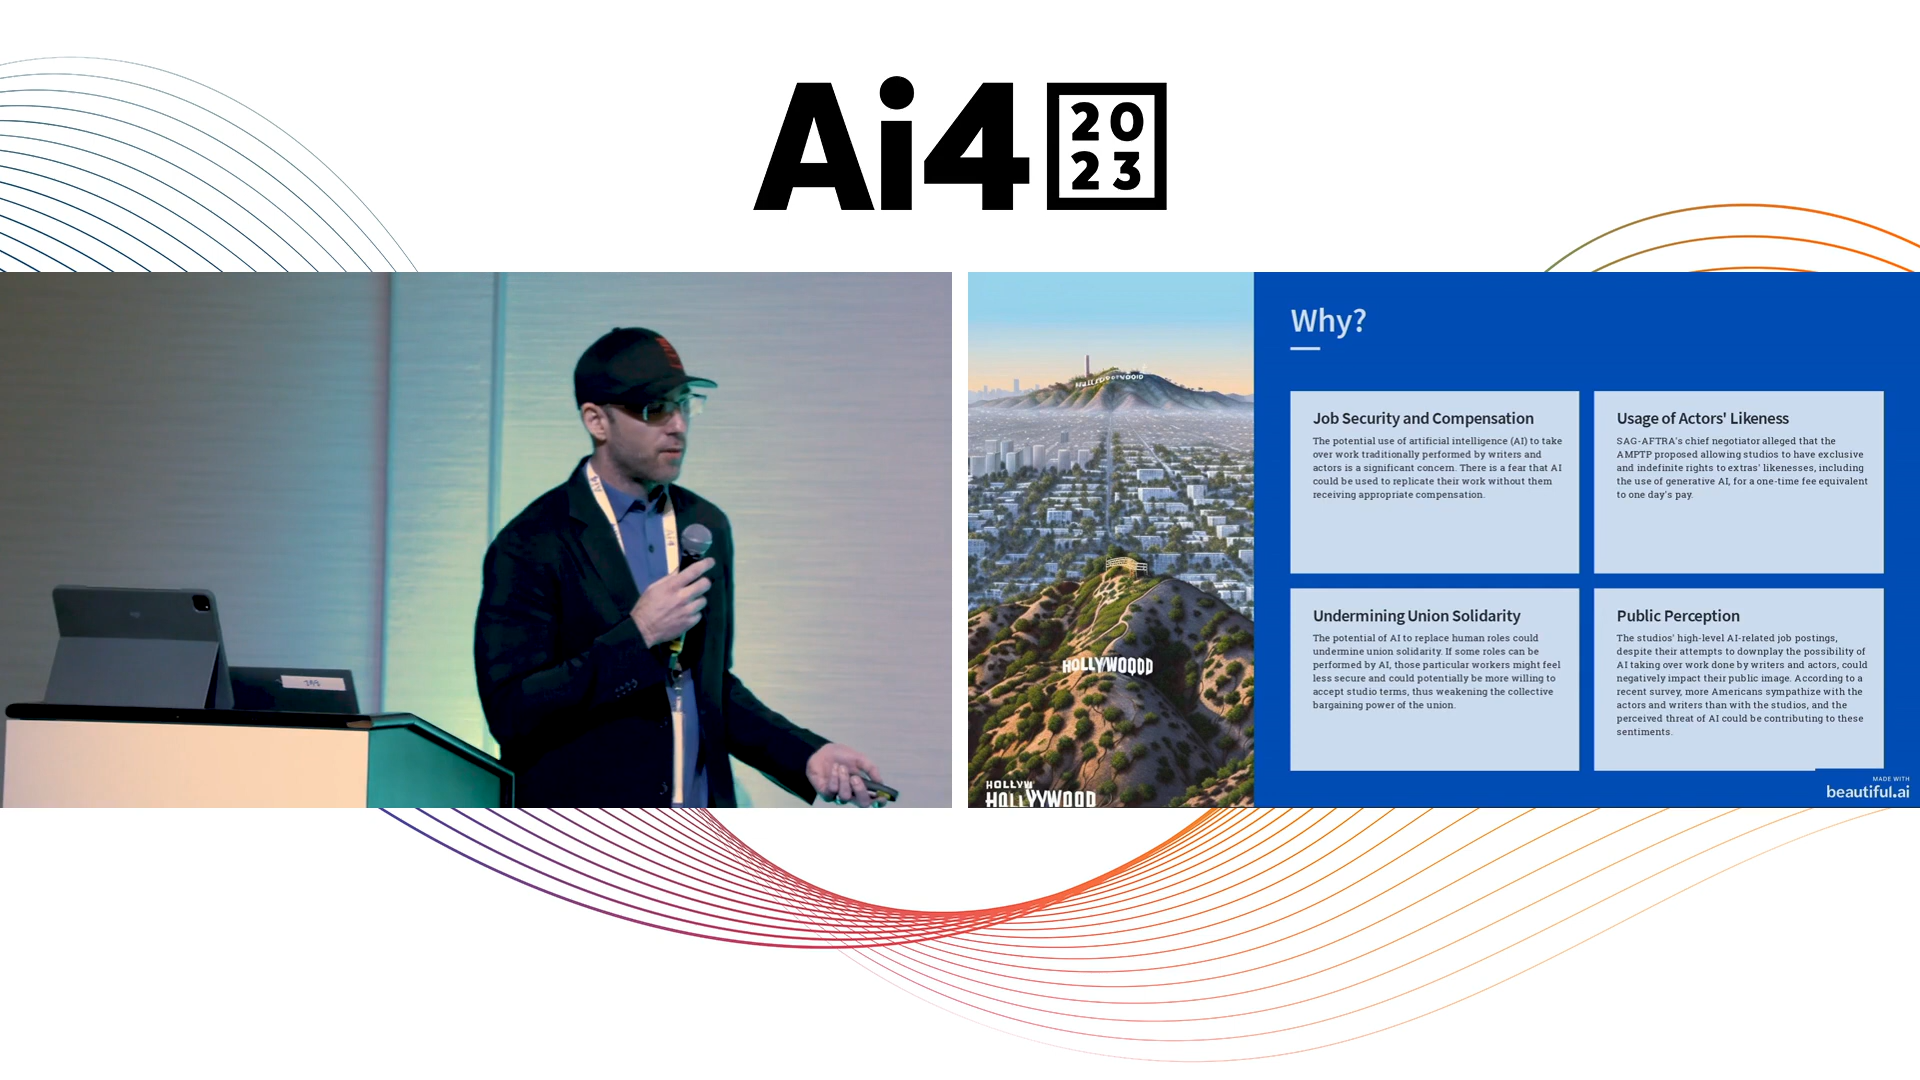 Ai4 20
23
Why?
Job Security and Compensation
The potential use of artificial intelligence (AI) to take
over work traditionally performed by writers and
actors is a significant concern. There is a fear that AI
could be used to replicate their work without them
receiving appropriate compensation.
Usage of Actors' Likeness
SAG-AFTRA's chief negotiator alleged that the
AMPTP proposed allowing studios to have exclusive
and indefinite rights to extras' likenesses, including
the use of generative AI, for a one-time fee equivalent
to one day's pay.
Undermining Union Solidarity
The potential of AI to replace human roles could
undermine union solidarity. If some roles can be
performed by AI, those particular workers might feel
less secure and could potentially be more willing to
accept studio terms, thus weakening the collective
bargaining power of the union.
Public Perception
The studios' high-level AI-related job postings,
despite their attempts to downplay the possibility of
AI taking over work done by writers and actors, could
negatively impact their public image. According to a
recent survey, more Americans sympathize with the
actors and writers than with the studios, and the
perceived threat of AI could be contributing to these
sentiments.
HOLLYWOOOD
HOLLYW
HOLLYWOOD
MADE WITH
beautiful.ai
AI4
AI4